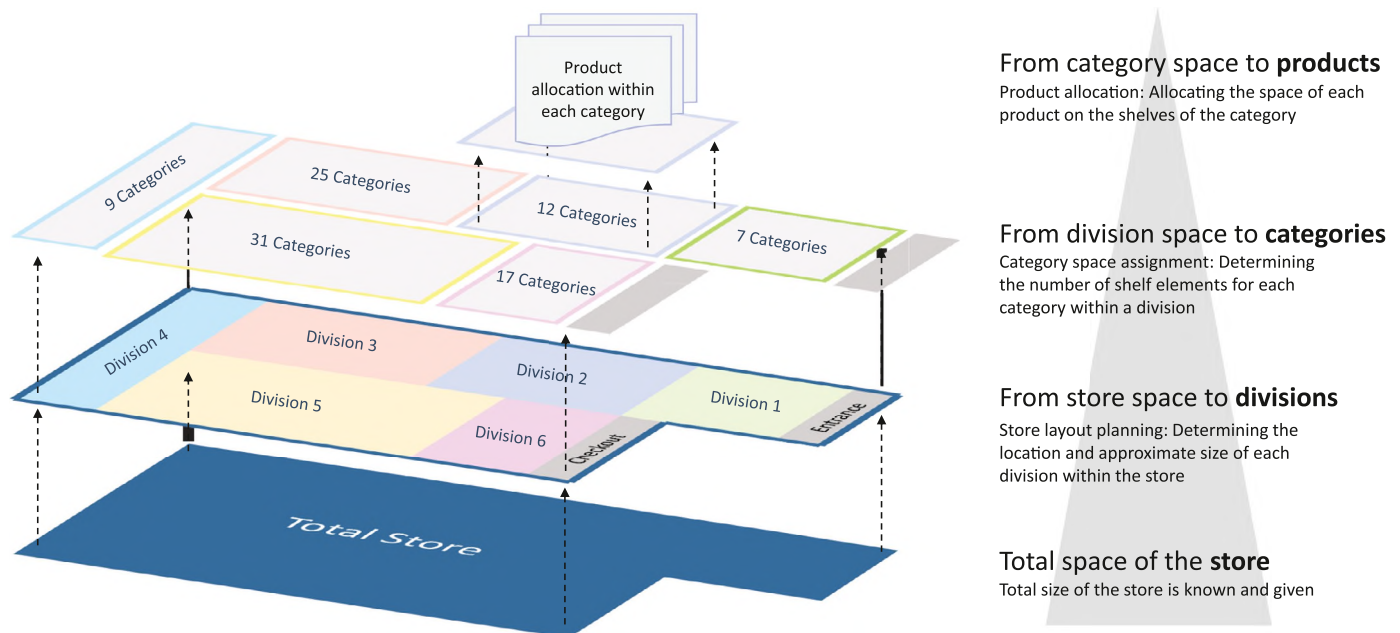 Product
allocation within
each category
9 Categories
25 Categories
12 Categories
7 Categories
31 Categories
17 Categories
Division 4
Division 3
Division 2
Division 1
Entrance
Division 5
Division 6
Checkout
Total Store
From category space to products
Product allocation: Allocating the space of each
product on the shelves of the category
From division space to categories
Category space assignment: Determining
the number of shelf elements for each
category within a division
From store space to divisions
Store layout planning: Determining the
location and approximate size of each
division within the store
Total space of the store
Total size of the store is known and given